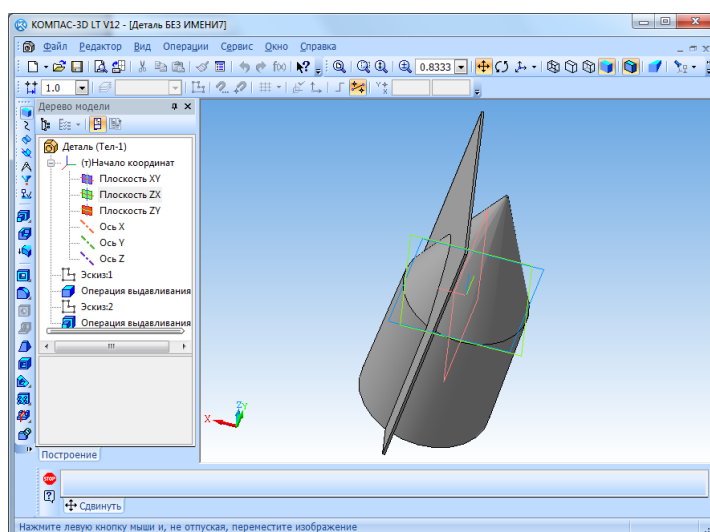 КОМПАС-3D LT V12 - [Деталь БЕЗ ИМЕНИ7]
Файл Редактор Вид Операции Сервис Окно Справка
0.8333
1.0
Дерево модели
Деталь (Тел-1)
(т)Начало координат
Плоскость XY
Плоскость ZX
Плоскость ZY
Ось X
Ось Y
Ось Z
Эскиз:1
Операция выдавливания
Эскиз:2
Операция выдавливания
X
Z Y
Построение
STOP
Сдвинуть
Нажмите левую кнопку мыши и, не отпуская, переместите изображение